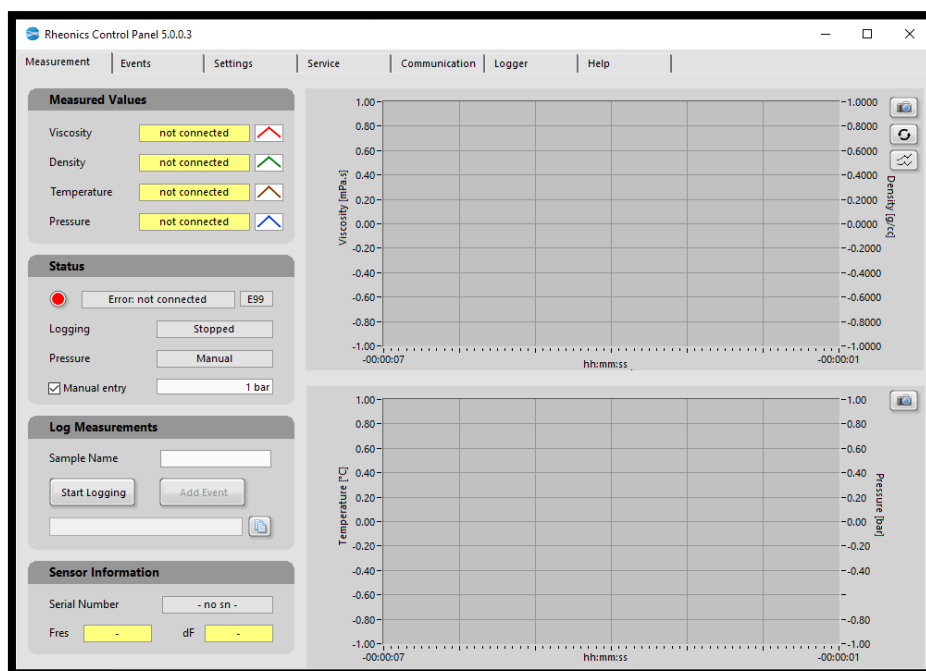 Rheonics Control Panel 5.0.0.3
Measurement Events Settings Service Communication Logger Help
Measured Values
Viscosity not connected
Density not connected
Temperature not connected
Pressure not connected
Status
Error: not connected E99
Logging Stopped
Pressure Manual
Manual entry 1 bar
Log Measurements
Sample Name
Start Logging Add Event
Sensor Information
Serial Number - no sn -
Fres - dF -
Viscosity [mPa.s]
1.00
0.80
0.60
0.40
0.20
0.00
-0.20
-0.40
-0.60
-0.80
-1.00
1.0000
0.8000
0.6000
0.4000
0.2000
0.0000
-0.2000
-0.4000
-0.6000
-0.8000
-1.0000
Density [g/cc]
-00:00:07 hh:mm:ss -00:00:01
Temperature [°C]
1.00
0.80
0.60
0.40
0.20
0.00
-0.20
-0.40
-0.60
-0.80
-1.00
1.00
0.80
0.60
0.40
0.20
0.00
-0.20
-0.40
-
-0.80
-1.00
Pressure [bar]
-00:00:07 hh:mm:ss -00:00:01